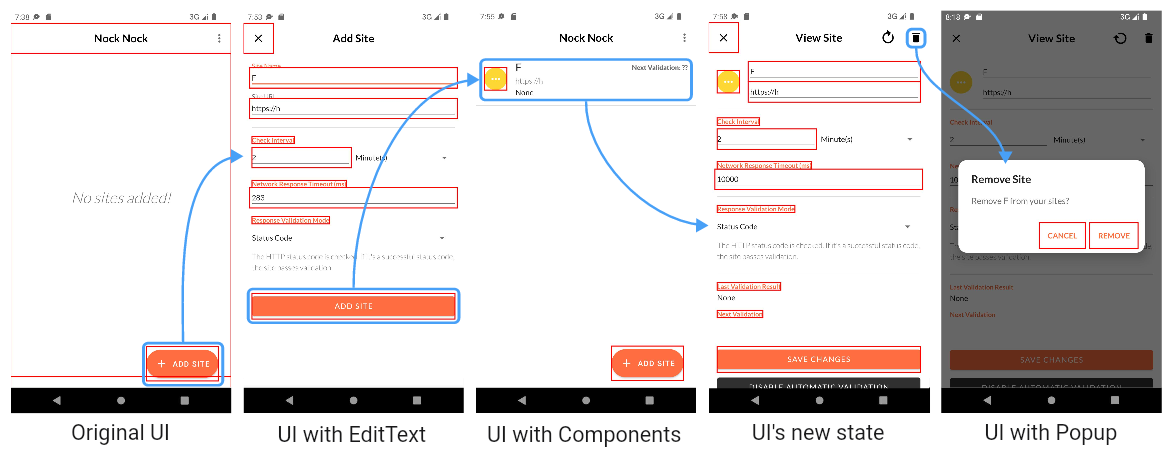 7:38
3G
Nock Nock
No sites added!
+ ADD SITE
Original UI
7:53
3G
Add Site
Site Name
F
Site URL
https://h
Check Interval
2
Minute(s)
Network Response Timeout (ms)
283
Response Validation Mode
Status Code
The HTTP status code is checked. If it's a successful status code,
the site passes validation.
ADD SITE
UI with EditText
7:55
3G
Nock Nock
F
Next Validation: ??
https://h
None
+ ADD SITE
UI with Components
7:58
3G
View Site
F
https://h
Check Interval
2
Minute(s)
Network Response Timeout (ms)
10000
Response Validation Mode
Status Code
The HTTP status code is checked. If it's a successful status code,
the site passes validation.
Last Validation Result
None
Next Validation
SAVE CHANGES
DISABLE AUTOMATIC VALIDATION
UI's new state
8:18
3G
View Site
F
https://h
Check Interval
2
Minute(s)
Remove Site
Remove F from your sites?
CANCEL
REMOVE
the site passes validation.
Last Validation Result
None
Next Validation
SAVE CHANGES
DISABLE AUTOMATIC VALIDATION
UI with Popup